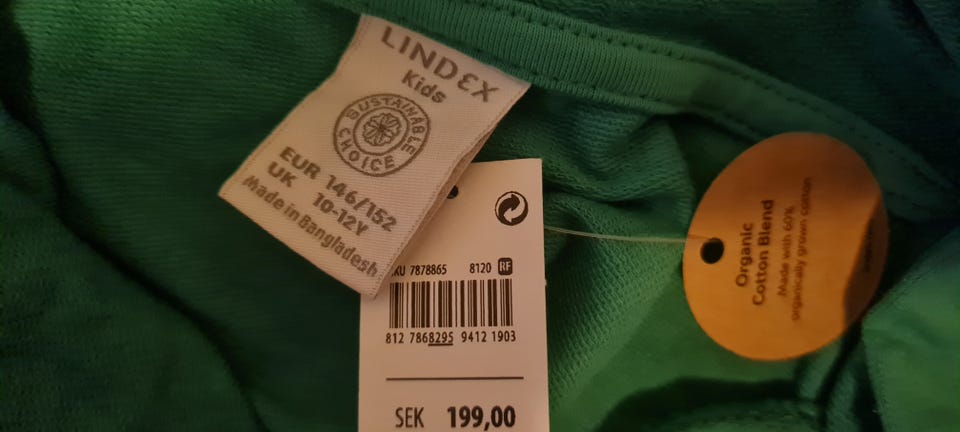 LINDEX
Kids
SUSTAINABLE
CHOICE
EUR 146/152
UK 10-12Y
Made in Bangladesh
7878865 8120 RF
812 7868295 9412 1903
SEK 199,00
Organic
Cotton Blend
Made with 60%
organically grown cotton